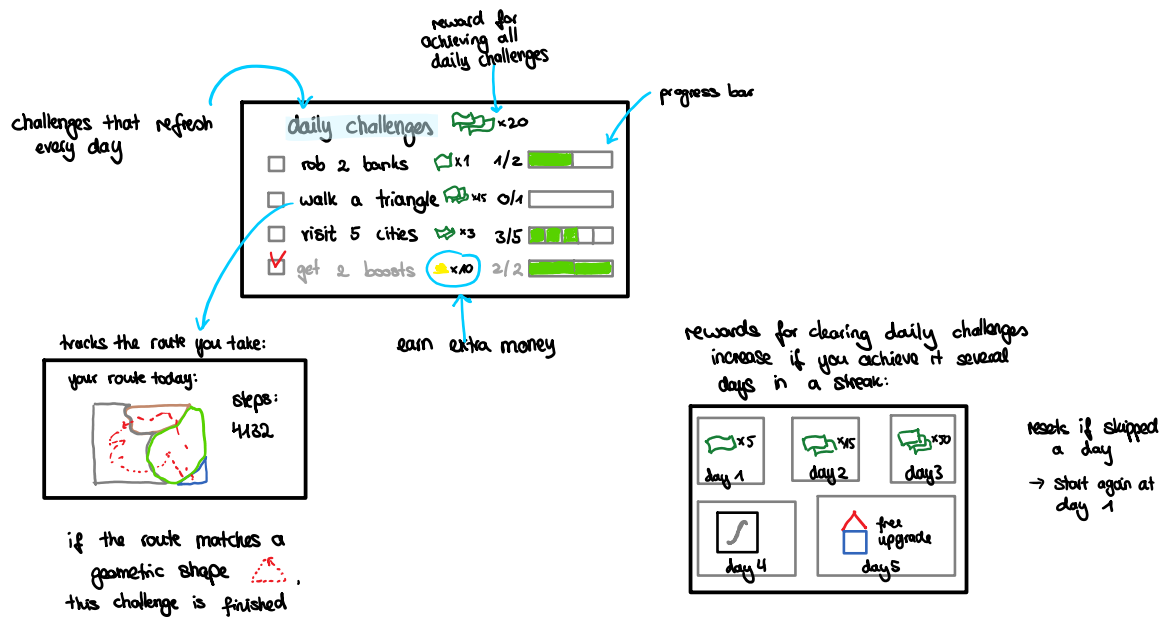 reward for
achieving all
daily challenges
challenges that refresh
every day
progress bar
daily challenges x20
rob 2 banks x1 1/2
walk a triangle x15 0/1
visit 5 cities x3 3/5
get 2 boosts x10 2/2
earn extra money
tracks the route you take:
your route today:
steps:
4132
if the route matches a
geometric shape ,
this challenge is finished
rewards for clearing daily challenges
increase if you achieve it several
days in a streak:
x5
day 1
x15
day 2
x30
day 3
day 4
free
upgrade
day 5
resets if skipped
a day
→ start again at
day 1